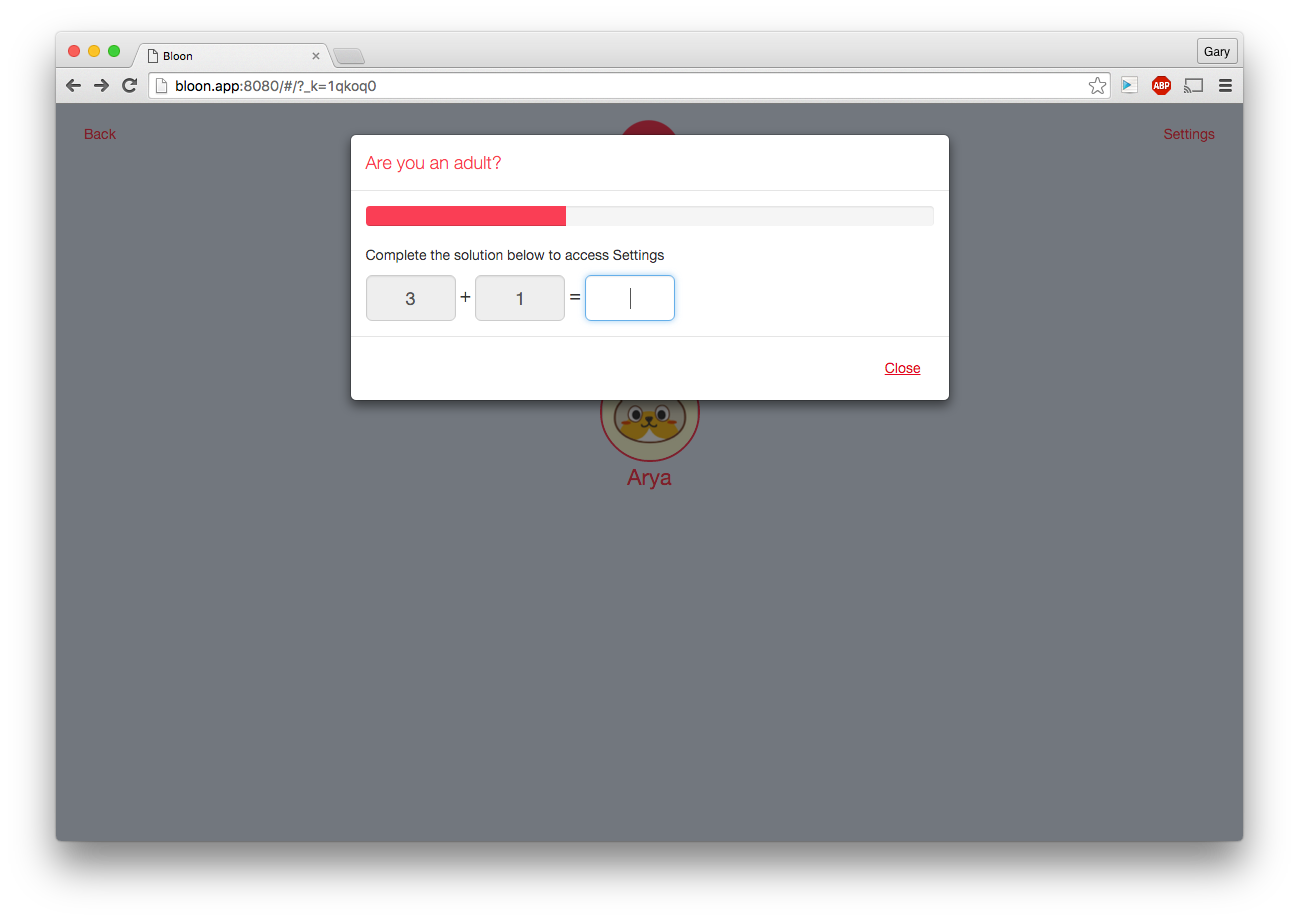 Bloon
Gary
bloon.app:8080/#/?_k=1qkoq0
ABP
Back
Settings
Are you an adult?
Complete the solution below to access Settings
3 + 1 =
Close
Arya